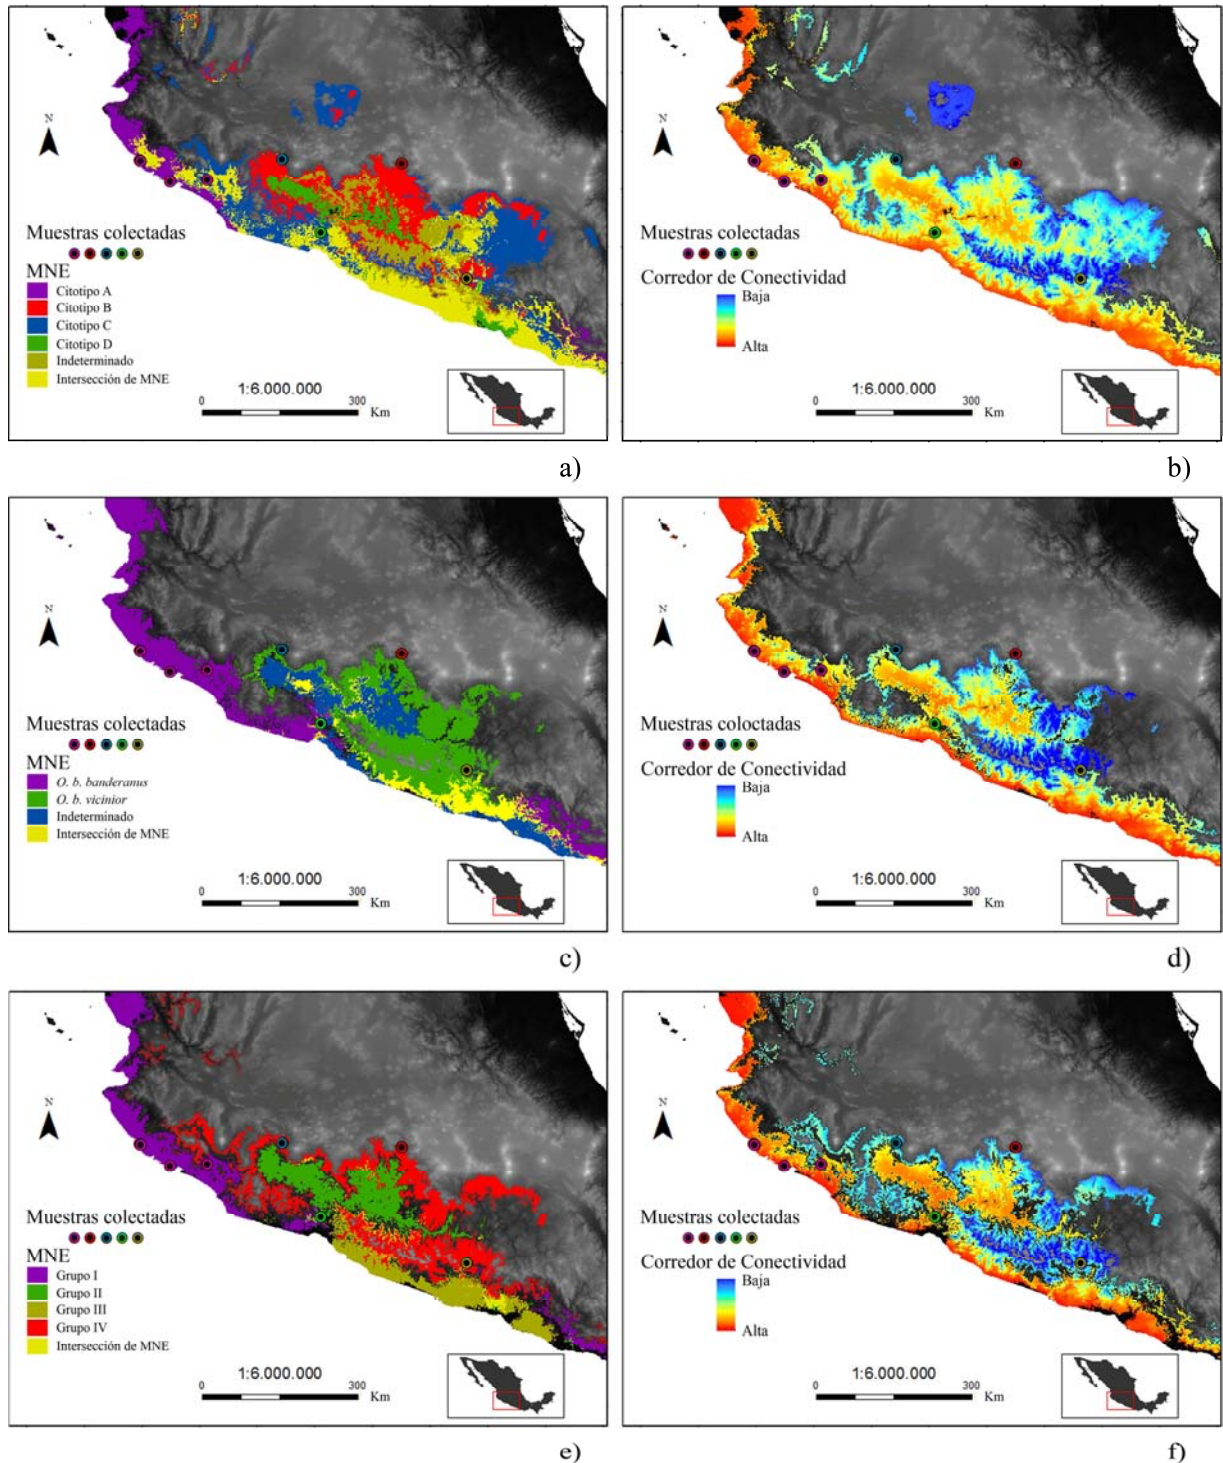 N
Muestras colectadas
MNE
Citotipo A
Citotipo B
Citotipo C
Citotipo D
Indeterminado
Intersección de MNE
1:6.000.000
0 300 Km
a)
N
Muestras colectadas
Corredor de Conectividad
Baja
Alta
1:6.000.000
0 300 Km
b)
N
Muestras colectadas
MNE
O. b. banderanus
O. b. vicinior
Indeterminado
Intersección de MNE
1:6.000.000
0 300 Km
c)
N
Muestras coloctadas
Corredor de Conectividad
Baja
Alta
1:6.000.000
0 300 Km
d)
N
Muestras colectadas
MNE
Grupo I
Grupo II
Grupo III
Grupo IV
Intersección de MNE
1:6.000.000
0 300 Km
e)
N
Muestras colectadas
Corredor de Conectividad
Baja
Alta
1:6.000.000
0 300 Km
f)